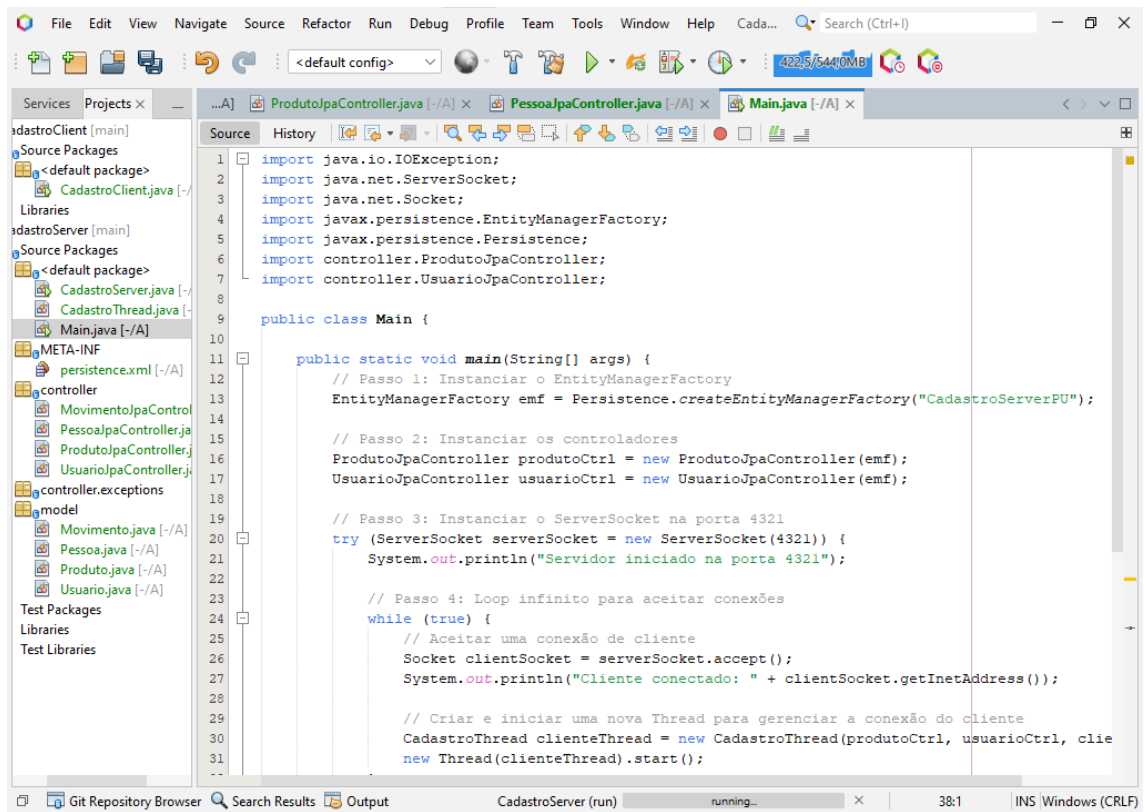 File Edit View Navigate Source Refactor Run Debug Profile Team Tools Window Help Cada... Search (Ctrl+I)
<default config> 422,5/544,0MB
Services Projects ...A] ProdutoJpaController.java [-/A] PessoaJpaController.java [-/A] Main.java [-/A]
Source History
adastroClient [main]
Source Packages
<default package>
CadastroClient.java [-/
Libraries
adastroServer [main]
Source Packages
<default package>
CadastroServer.java [-/
CadastroThread.java [-
Main.java [-/A]
META-INF
persistence.xml [-/A]
controller
MovimentoJpaControl
PessoaJpaController.ja
ProdutoJpaController.j
UsuarioJpaController.ja
controller.exceptions
model
Movimento.java [-/A]
Pessoa.java [-/A]
Produto.java [-/A]
Usuario.java [-/A]
Test Packages
Libraries
Test Libraries
1 import java.io.IOException;
2 import java.net.ServerSocket;
3 import java.net.Socket;
4 import javax.persistence.EntityManagerFactory;
5 import javax.persistence.Persistence;
6 import controller.ProdutoJpaController;
7 import controller.UsuarioJpaController;
8
9 public class Main {
10
11 public static void main(String[] args) {
12 // Passo 1: Instanciar o EntityManagerFactory
13 EntityManagerFactory emf = Persistence.createEntityManagerFactory("CadastroServerPU");
14
15 // Passo 2: Instanciar os controladores
16 ProdutoJpaController produtoCtrl = new ProdutoJpaController(emf);
17 UsuarioJpaController usuarioCtrl = new UsuarioJpaController(emf);
18
19 // Passo 3: Instanciar o ServerSocket na porta 4321
20 try (ServerSocket serverSocket = new ServerSocket(4321)) {
21 System.out.println("Servidor iniciado na porta 4321");
22
23 // Passo 4: Loop infinito para aceitar conexões
24 while (true) {
25 // Aceitar uma conexão de cliente
26 Socket clientSocket = serverSocket.accept();
27 System.out.println("Cliente conectado: " + clientSocket.getInetAddress());
28
29 // Criar e iniciar uma nova Thread para gerenciar a conexão do cliente
30 CadastroThread clienteThread = new CadastroThread(produtoCtrl, usuarioCtrl, clie
31 new Thread(clienteThread).start();
Git Repository Browser Search Results Output CadastroServer (run) running... 38:1 INS Windows (CRLF)